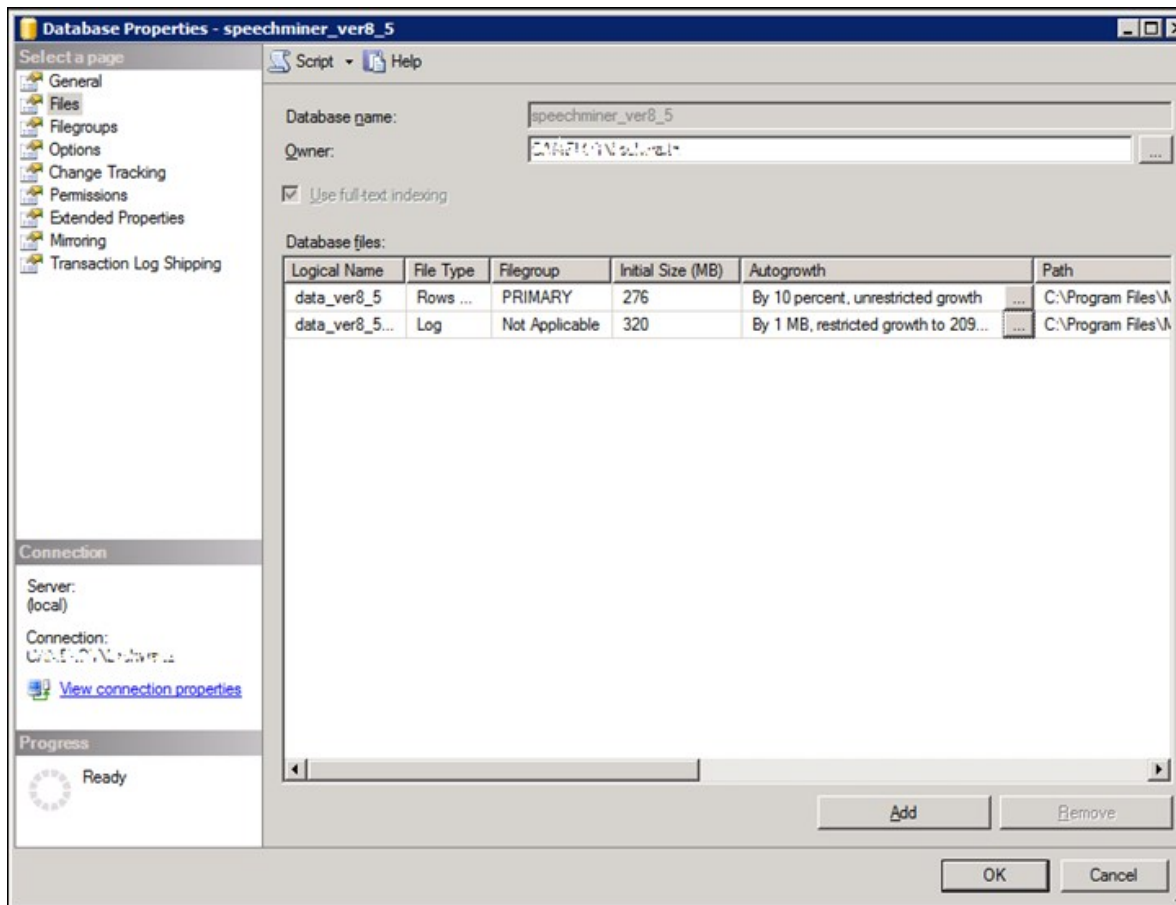 Database Properties - speechminer_ver8_5
Select a page
General
Files
Filegroups
Options
Change Tracking
Permissions
Extended Properties
Mirroring
Transaction Log Shipping
Connection
Server:
(local)
Connection:
View connection properties
Progress
Ready
Script Help
Database name: speechminer_ver8_5
Owner: ...
Use full-text indexing
Database files:
Logical Name File Type Filegroup Initial Size (MB) Autogrowth Path
data_ver8_5 Rows ... PRIMARY 276 By 10 percent, unrestricted growth ... C:\Program Files\M
data_ver8_5... Log Not Applicable 320 By 1 MB, restricted growth to 209... ... C:\Program Files\M
Add Remove
OK Cancel